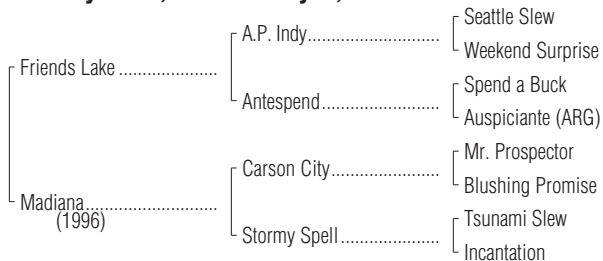 Seattle Slew
A.P. Indy
Weekend Surprise
Friends Lake
Spend a Buck
Antespend
Auspiciante (ARG)
Mr. Prospector
Carson City
Blushing Promise
Madiana
(1996)
Tsunami Slew
Stormy Spell
Incantation